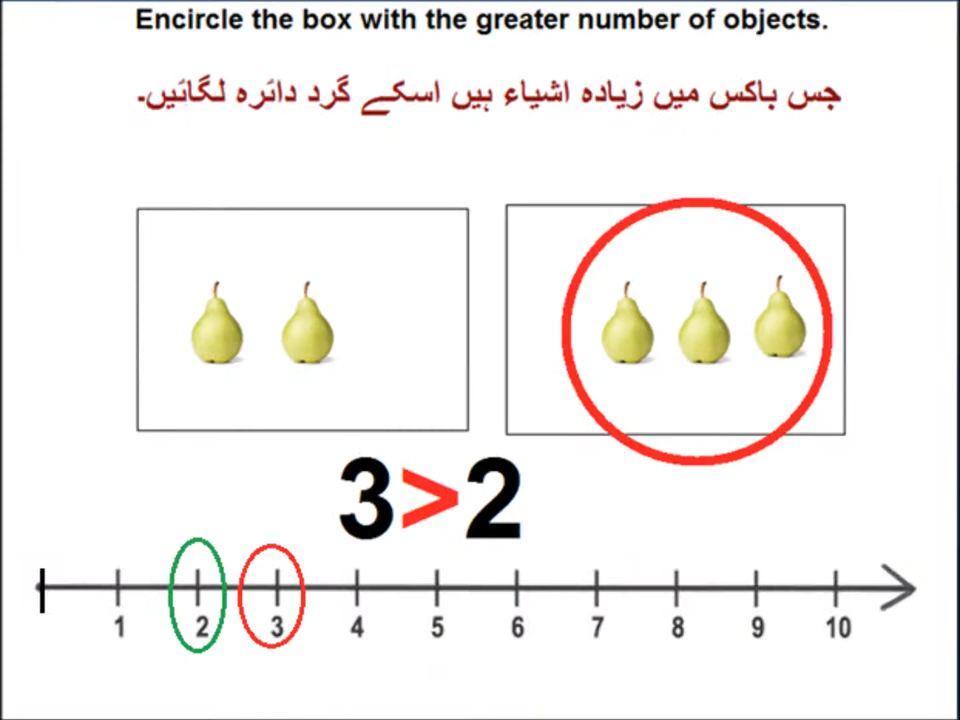 Encircle the box with the greater number of objects.
جس باکس میں زیادہ اشیاء ہیں اسکے گرد دائرہ لگائیں۔
3>2
1 2 3 4 5 6 7 8 9 10